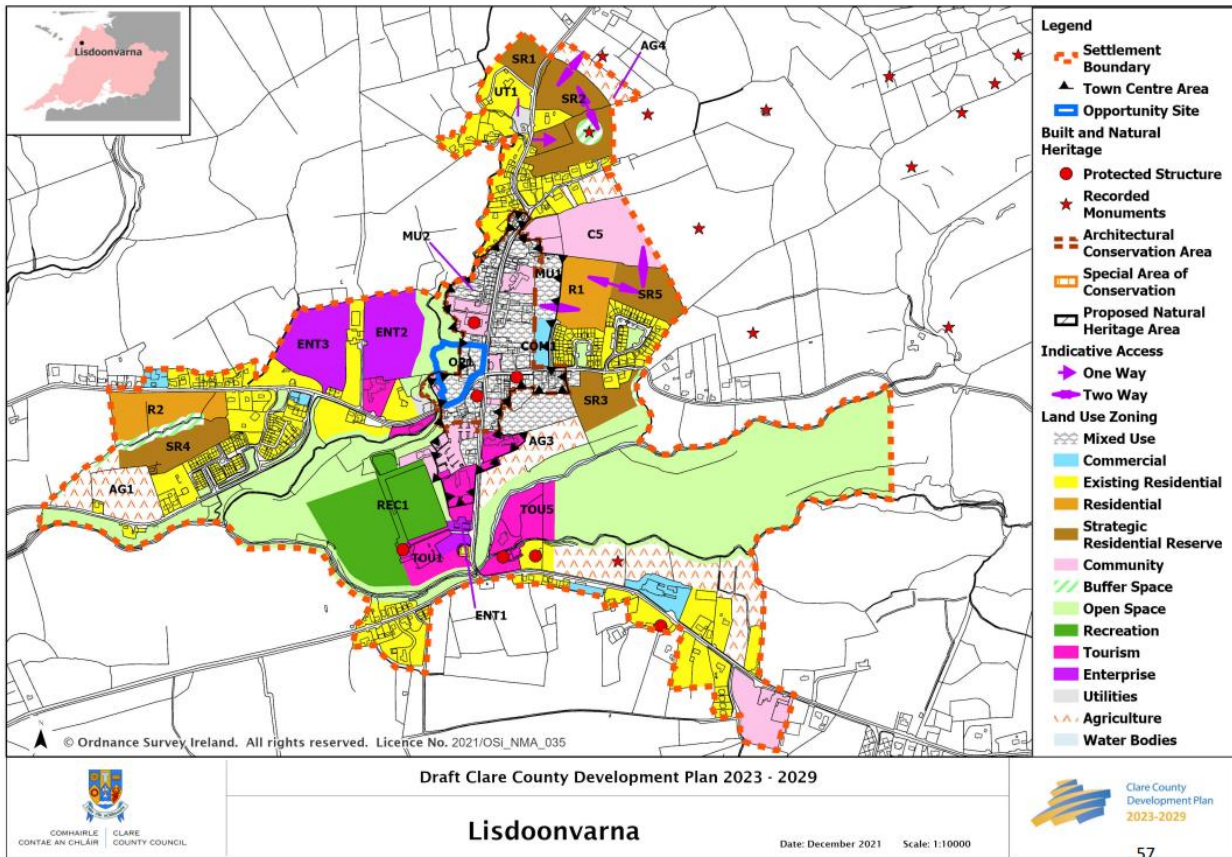 Lisdoonvarna
SR1
AG4
UT1
SR2
MU2
C5
MU1
R1
SR5
ENT3
ENT2
OP1
COM1
R2
SR3
SR4
AG3
AG1
REC1
TOU5
TOU1
ENT1
N
© Ordnance Survey Ireland. All rights reserved. Licence No. 2021/OSi_NMA_035
Legend
Settlement
Boundary
Town Centre Area
Opportunity Site
Built and Natural
Heritage
Protected Structure
Recorded
Monuments
Architectural
Conservation Area
Special Area of
Conservation
Proposed Natural
Heritage Area
Indicative Access
One Way
Two Way
Land Use Zoning
Mixed Use
Commercial
Existing Residential
Residential
Strategic
Residential Reserve
Community
Buffer Space
Open Space
Recreation
Tourism
Enterprise
Utilities
Agriculture
Water Bodies
COMHAIRLE CONTAE AN CHLÁIR
CLARE COUNTY COUNCIL
Draft Clare County Development Plan 2023 - 2029
Lisdoonvarna
Date: December 2021 Scale: 1:10000
Clare County
Development Plan
2023-2029
57